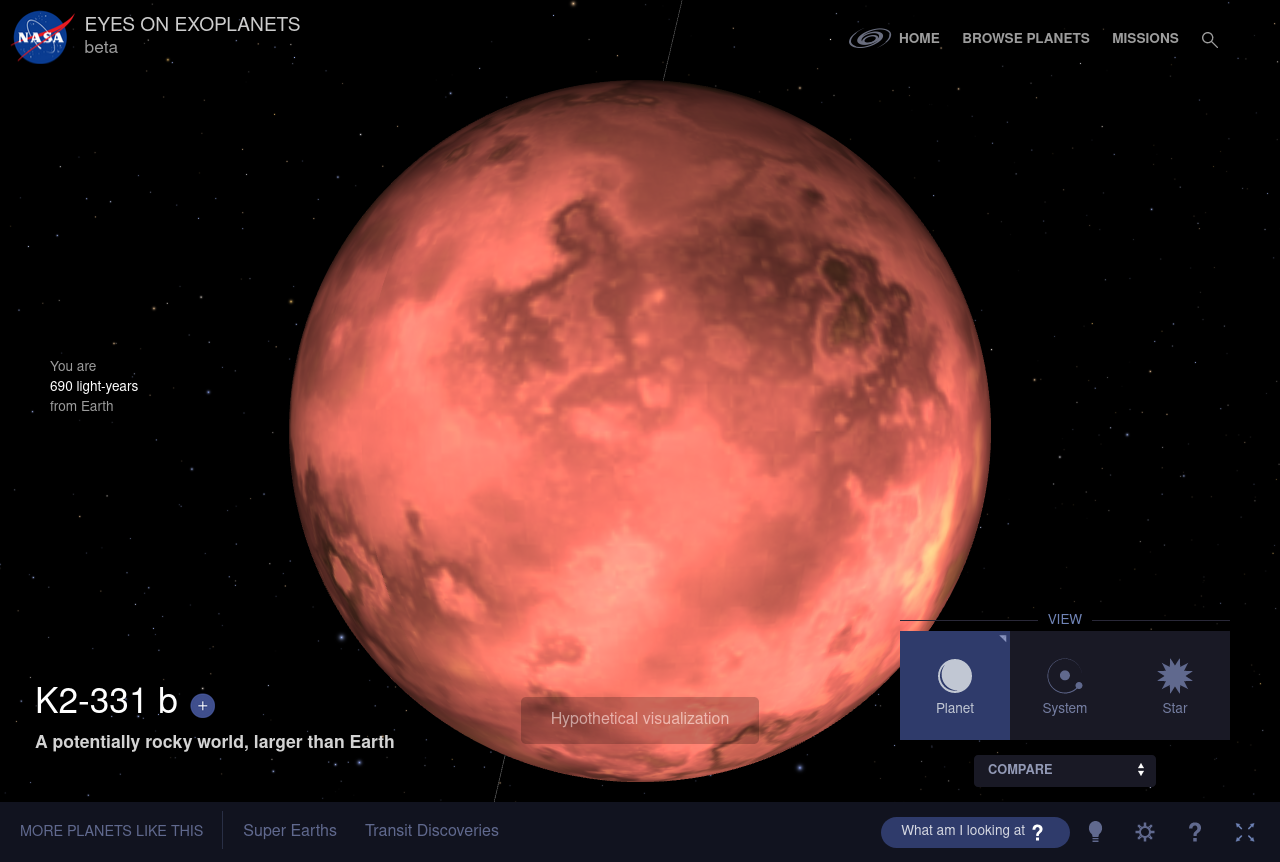 NASA
EYES ON EXOPLANETS
beta
HOME
BROWSE PLANETS
MISSIONS
You are
690 light-years
from Earth
K2-331 b +
A potentially rocky world, larger than Earth
Hypothetical visualization
VIEW
Planet
System
Star
COMPARE
MORE PLANETS LIKE THIS
Super Earths
Transit Discoveries
What am I looking at ?
?